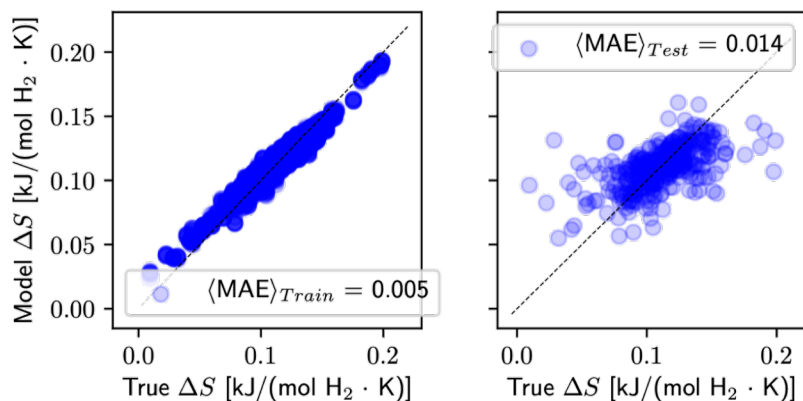 ⟨MAE⟩Test = 0.014
0.20
0.15
0.10
0.05
0.00
Model ΔS [kJ/(mol H₂ · K)]
⟨MAE⟩Train = 0.005
0.0 0.1 0.2
0.0 0.1 0.2
True ΔS [kJ/(mol H₂ · K)]
True ΔS [kJ/(mol H₂ · K)]